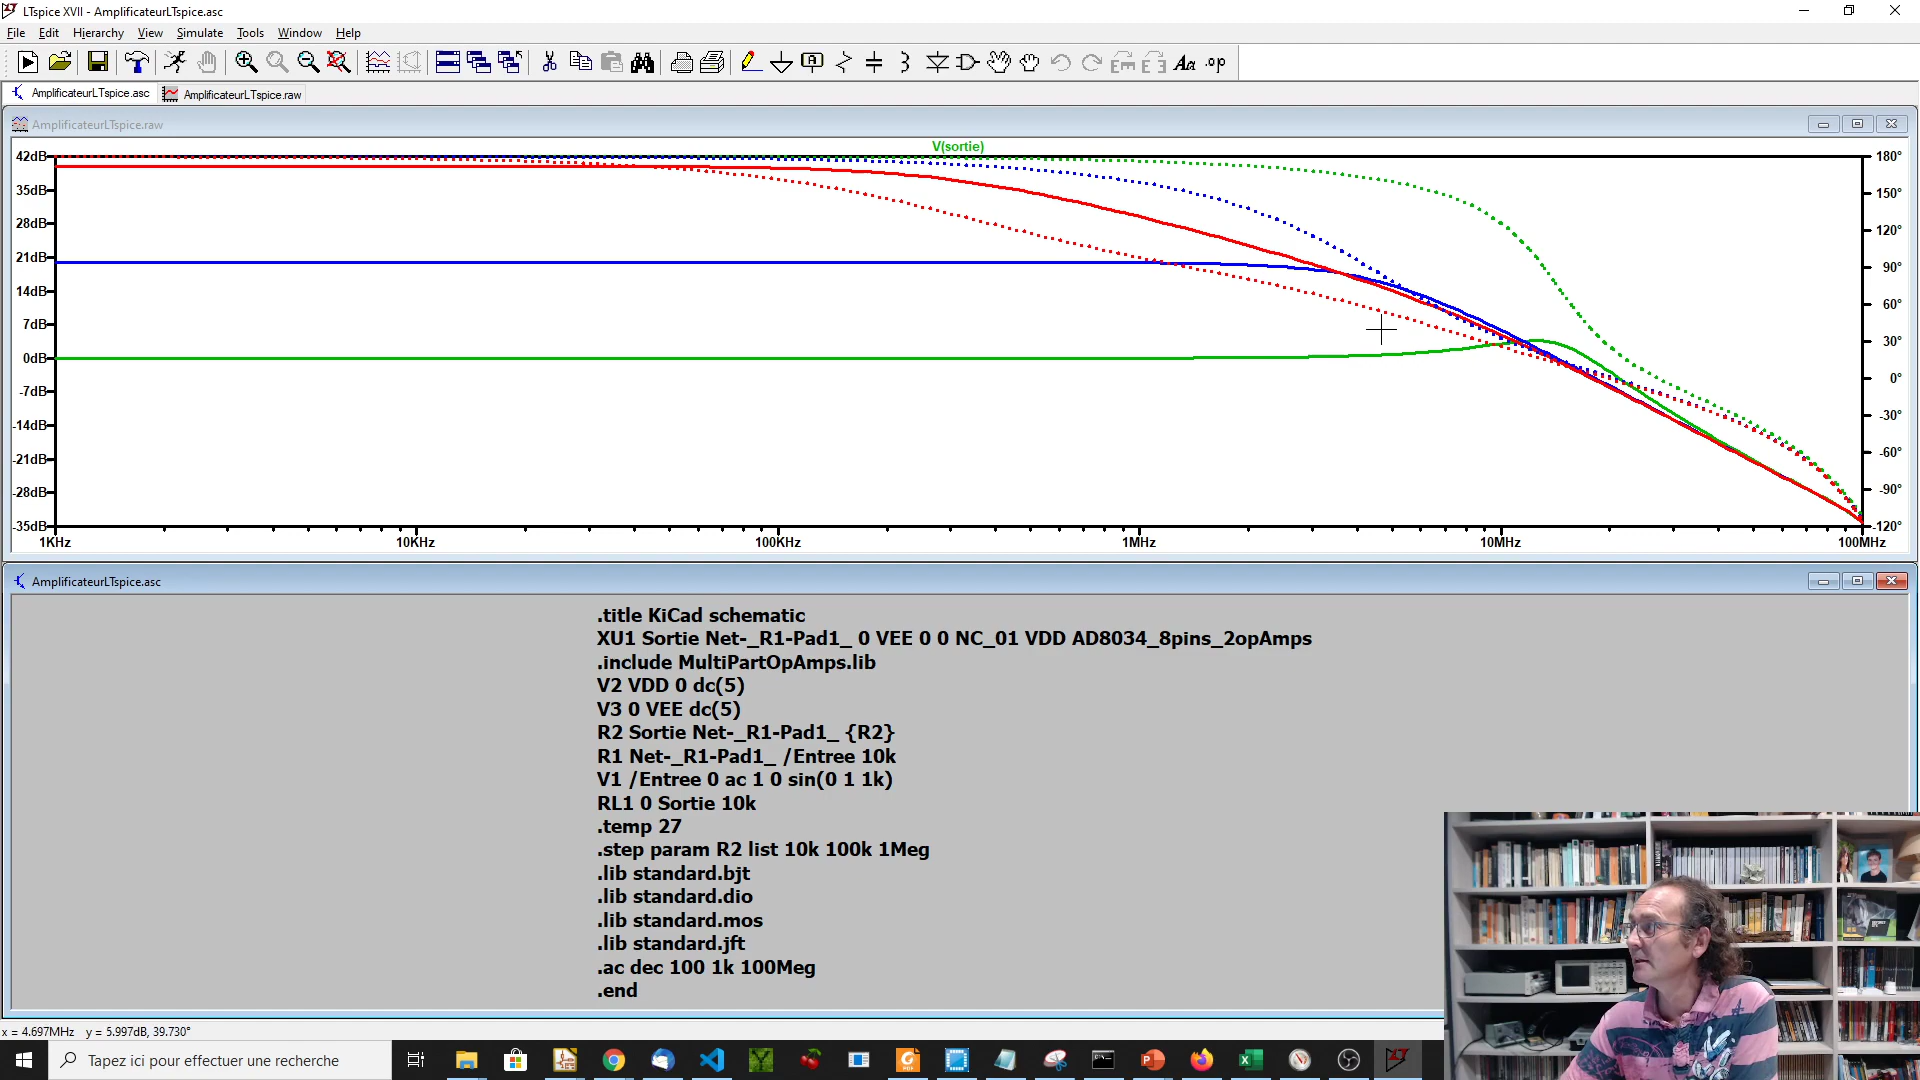 LTspice XVII - AmplificateurLTspice.asc
File Edit Hierarchy View Simulate Tools Window Help
Aa .op
AmplificateurLTspice.asc AmplificateurLTspice.raw
AmplificateurLTspice.raw
V(sortie)
42dB 180°
35dB 150°
28dB 120°
21dB 90°
14dB 60°
7dB 30°
0dB 0°
-7dB -30°
-14dB -60°
-21dB -90°
-28dB -120°
-35dB
1KHz 10KHz 100KHz 1MHz 10MHz 100MHz
AmplificateurLTspice.asc
.title KiCad schematic
XU1 Sortie Net-_R1-Pad1_ 0 VEE 0 0 NC_01 VDD AD8034_8pins_2opAmps
.include MultiPartOpAmps.lib
V2 VDD 0 dc(5)
V3 0 VEE dc(5)
R2 Sortie Net-_R1-Pad1_ {R2}
R1 Net-_R1-Pad1_ /Entree 10k
V1 /Entree 0 ac 1 0 sin(0 1 1k)
RL1 0 Sortie 10k
.temp 27
.step param R2 list 10k 100k 1Meg
.lib standard.bjt
.lib standard.dio
.lib standard.mos
.lib standard.jft
.ac dec 100 1k 100Meg
.end
x = 4.697MHz y = 5.997dB, 39.730°
Tapez ici pour effectuer une recherche